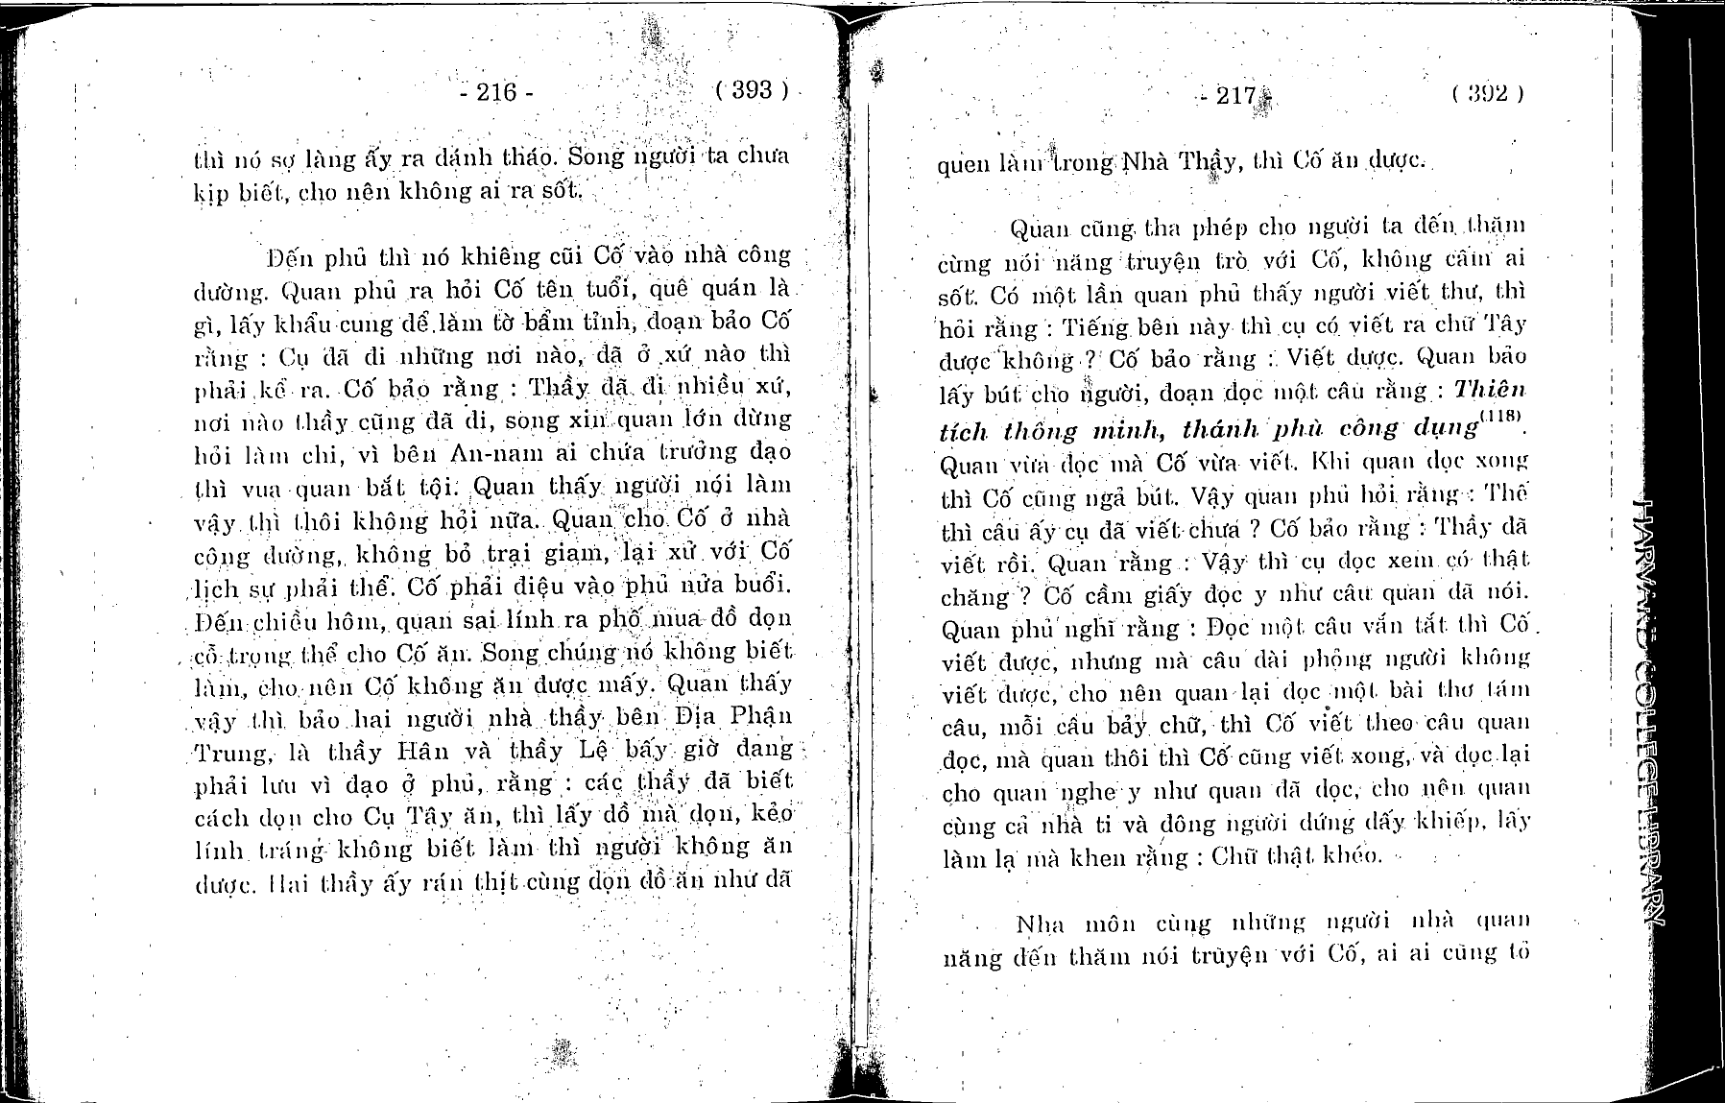 - 216 -
( 393 )
thì nó sợ làng ấy ra đánh tháo. Song người ta chưa
kịp biết, cho nên không ai ra sốt.
Đến phủ thì nó khiêng cũi Cố vào nhà công
đường. Quan phủ ra hỏi Cố tên tuổi, quê quán là
gì, lấy khẩu cung để làm tờ bẩm tỉnh, đoạn bảo Cố
rằng : Cụ đã đi những nơi nào, đã ở xứ nào thì
phải kể ra. Cố bảo rằng : Thầy đã đi nhiều xứ,
nơi nào thầy cũng đã đi, song xin quan lớn đừng
hỏi làm chi, vì bên An-nam ai chứa trưởng đạo
thì vua quan bắt tội. Quan thấy người nói làm
vậy thì thôi không hỏi nữa. Quan cho Cố ở nhà
công đường, không bỏ trại giam, lại xử với Cố
lịch sự phải thể. Cố phải điệu vào phủ nửa buổi.
Đến chiều hôm, quan sai lính ra phố mua đồ dọn
cỗ trọng thể cho Cố ăn. Song chúng nó không biết
làm, cho nên Cố không ăn được mấy. Quan thấy
vậy thì bảo hai người nhà thầy bên Địa Phận
Trung, là thầy Hân và thầy Lệ bấy giờ đang
phải lưu vì đạo ở phủ, rằng : các thầy đã biết
cách dọn cho Cụ Tây ăn, thì lấy đồ mà dọn, kẻo
lính tráng không biết làm thì người không ăn
được. Hai thầy ấy rán thịt cùng dọn đồ ăn như đã
- 217 -
( 392 )
quen làm trong Nhà Thầy, thì Cố ăn được.
Quan cũng tha phép cho người ta đến thăm
cùng nói năng truyện trò với Cố, không cấm ai
sốt. Có một lần quan phủ thấy người viết thư, thì
hỏi rằng : Tiếng bên này thì cụ có viết ra chữ Tây
được không ? Cố bảo rằng : Viết được. Quan bảo
lấy bút cho người, đoạn đọc một câu rằng : Thiên
tích thông minh, thánh phù công dụng(118).
Quan vừa đọc mà Cố vừa viết. Khi quan đọc xong
thì Cố cũng ngả bút. Vậy quan phủ hỏi rằng : Thế
thì câu ấy cụ đã viết chưa ? Cố bảo rằng : Thầy đã
viết rồi. Quan rằng : Vậy thì cụ đọc xem có thật
chăng ? Cố cầm giấy đọc y như câu quan đã nói.
Quan phủ nghĩ rằng : Đọc một câu vắn tắt thì Cố
viết được, nhưng mà câu dài phỏng người không
viết được, cho nên quan lại đọc một bài thơ tám
câu, mỗi câu bảy chữ, thì Cố viết theo câu quan
đọc, mà quan thôi thì Cố cũng viết xong, và đọc lại
cho quan nghe y như quan đã đọc, cho nên quan
cùng cả nhà ti và đông người đứng đấy khiếp, lấy
làm lạ mà khen rằng : Chữ thật khéo.
Nha môn cùng những người nhà quan
năng đến thăm nói truyện với Cố, ai ai cũng tỏ
HARVARD COLLEGE LIBRARY